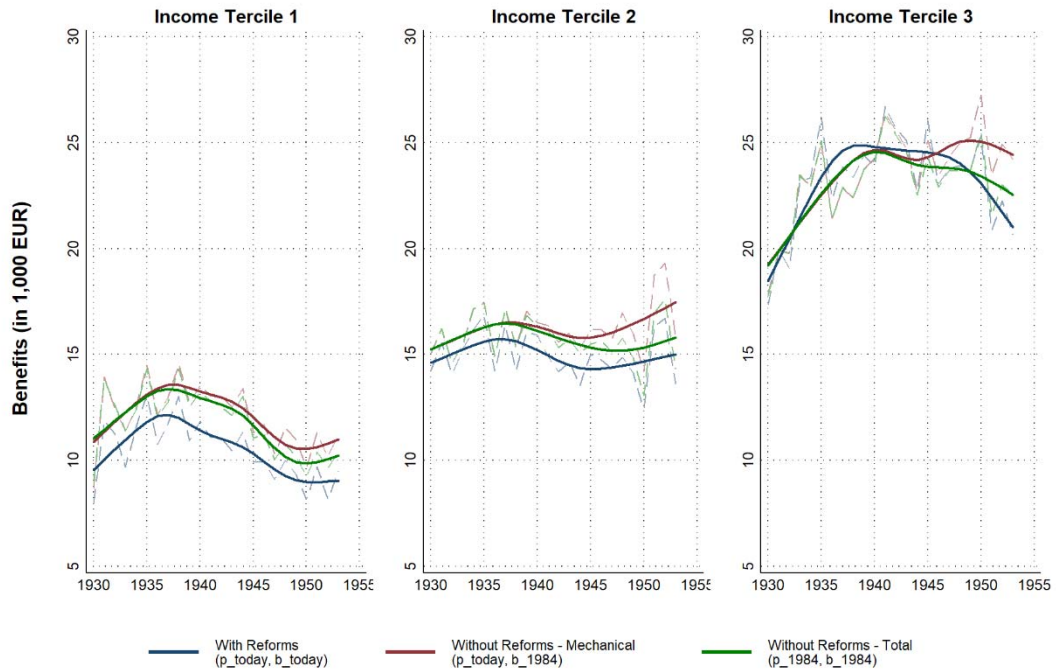 Income Tercile 1
Income Tercile 2
Income Tercile 3
Benefits (in 1,000 EUR)
30
25
20
15
10
5
1930 1935 1940 1945 1950 1955
30
25
20
15
10
5
1930 1935 1940 1945 1950 1955
30
25
20
15
10
5
1930 1935 1940 1945 1950 1955
With Reforms
(p_today, b_today)
Without Reforms - Mechanical
(p_today, b_1984)
Without Reforms - Total
(p_1984, b_1984)